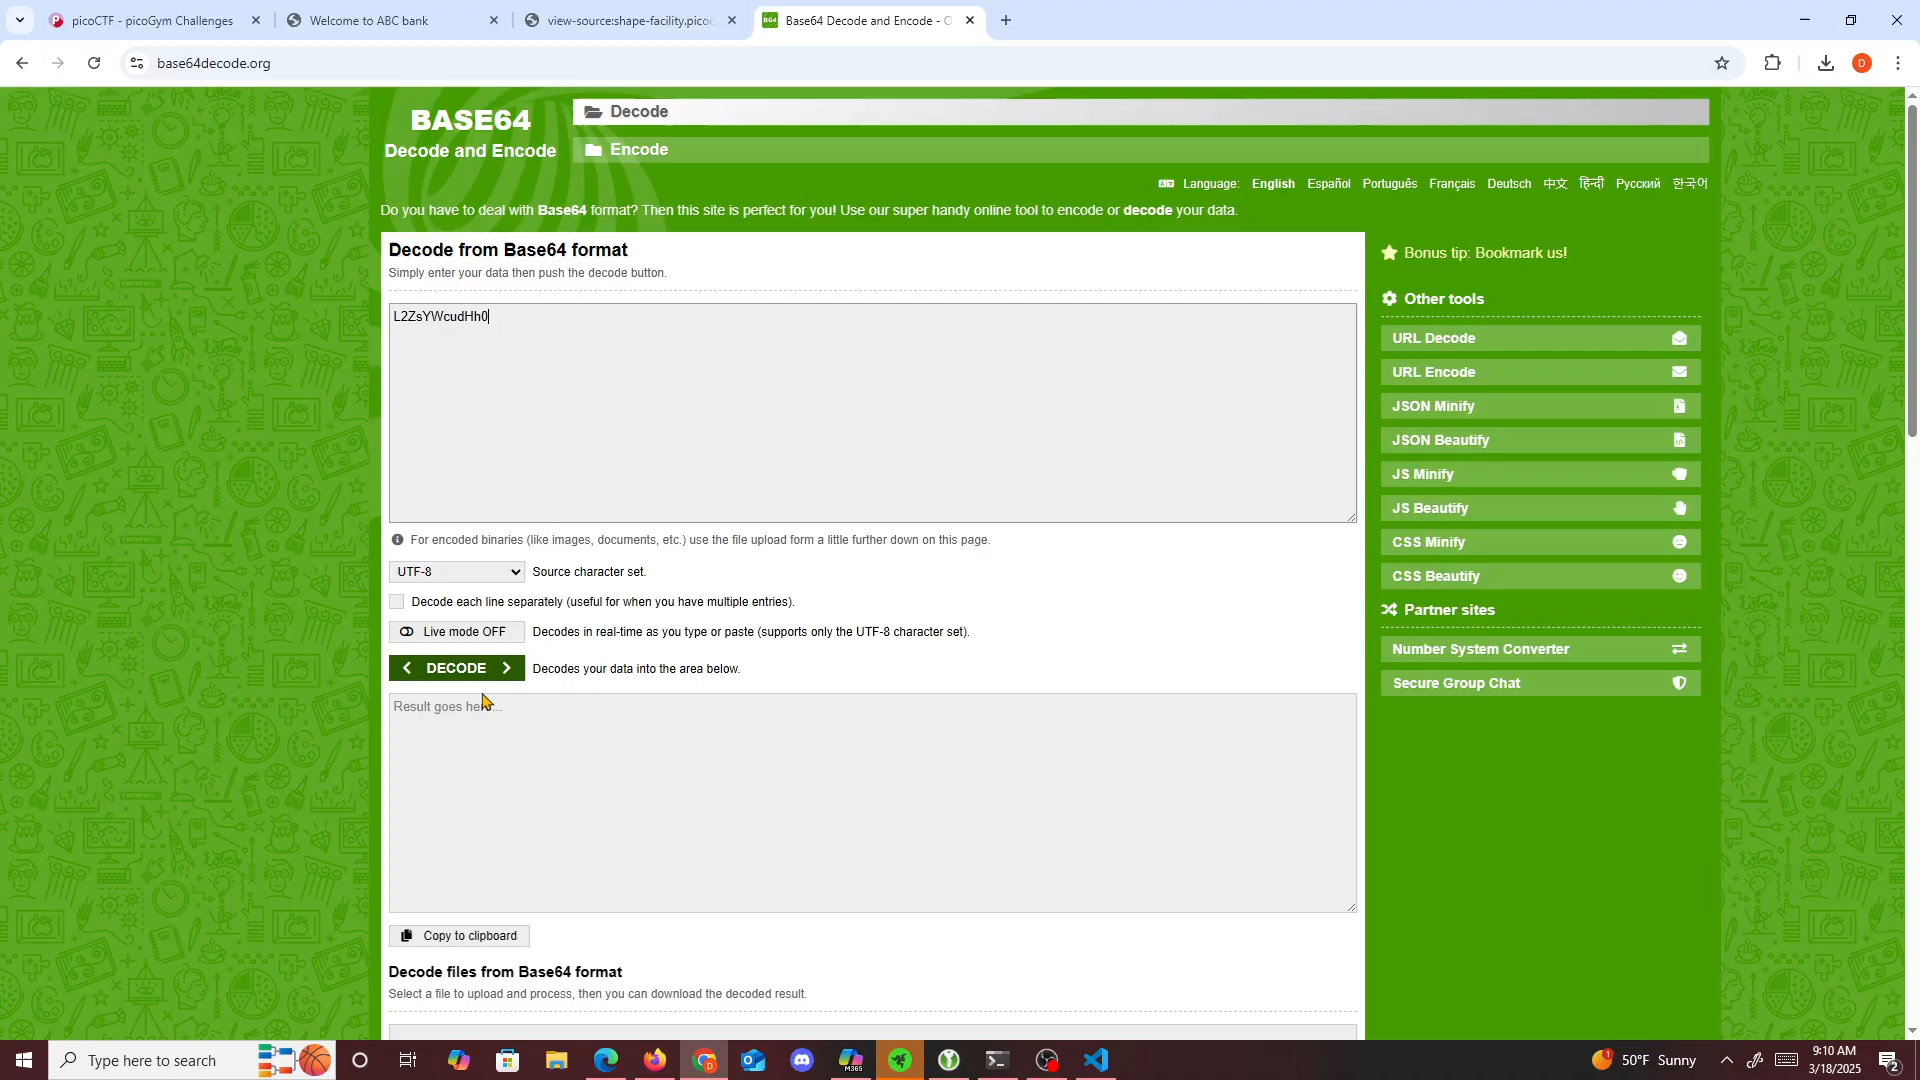 picoCTF - picoGym Challenges
Welcome to ABC bank
view-source:shape-facility.picoc
B64
Base64 Decode and Encode - O
base64decode.org
D
BASE64
Decode and Encode
Decode
Encode
Language: English Español Português Français Deutsch 中文 हिन्दी Русский 한국어
Do you have to deal with Base64 format? Then this site is perfect for you! Use our super handy online tool to encode or decode your data.
Decode from Base64 format
Simply enter your data then push the decode button.
L2ZsYWcudHh0
For encoded binaries (like images, documents, etc.) use the file upload form a little further down on this page.
UTF-8 Source character set.
Decode each line separately (useful for when you have multiple entries).
Live mode OFF Decodes in real-time as you type or paste (supports only the UTF-8 character set).
DECODE Decodes your data into the area below.
Result goes he...
Copy to clipboard
Decode files from Base64 format
Select a file to upload and process, then you can download the decoded result.
Bonus tip: Bookmark us!
Other tools
URL Decode
URL Encode
JSON Minify
JSON Beautify
JS Minify
JS Beautify
CSS Minify
CSS Beautify
Partner sites
Number System Converter
Secure Group Chat
Type here to search
D
M365
1
50°F Sunny
9:10 AM
3/18/2025
2